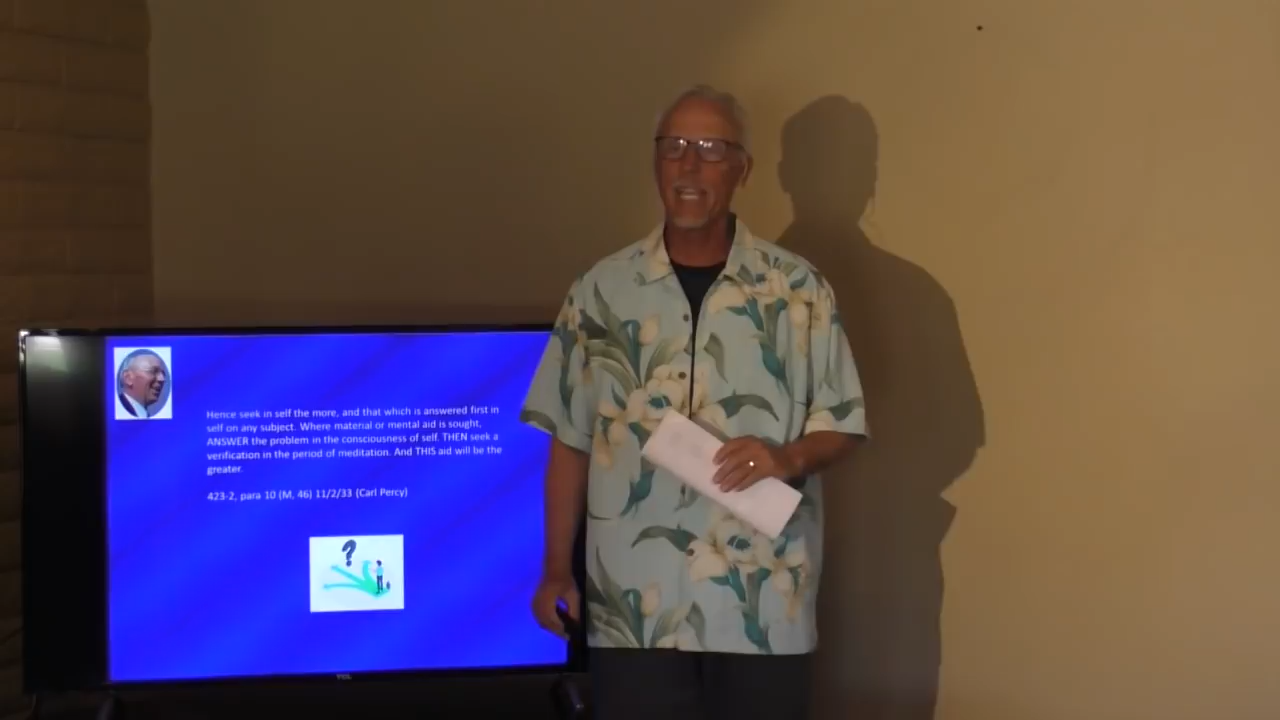 Hence seek in self the more, and that which is answered first in
self on any subject. Where material or mental aid is sought,
ANSWER the problem in the consciousness of self. THEN seek a
verification in the period of meditation. And THIS aid will be the
greater.
423-2, para 10 (M, 46) 11/2/33 (Carl Percy)
?
TCL